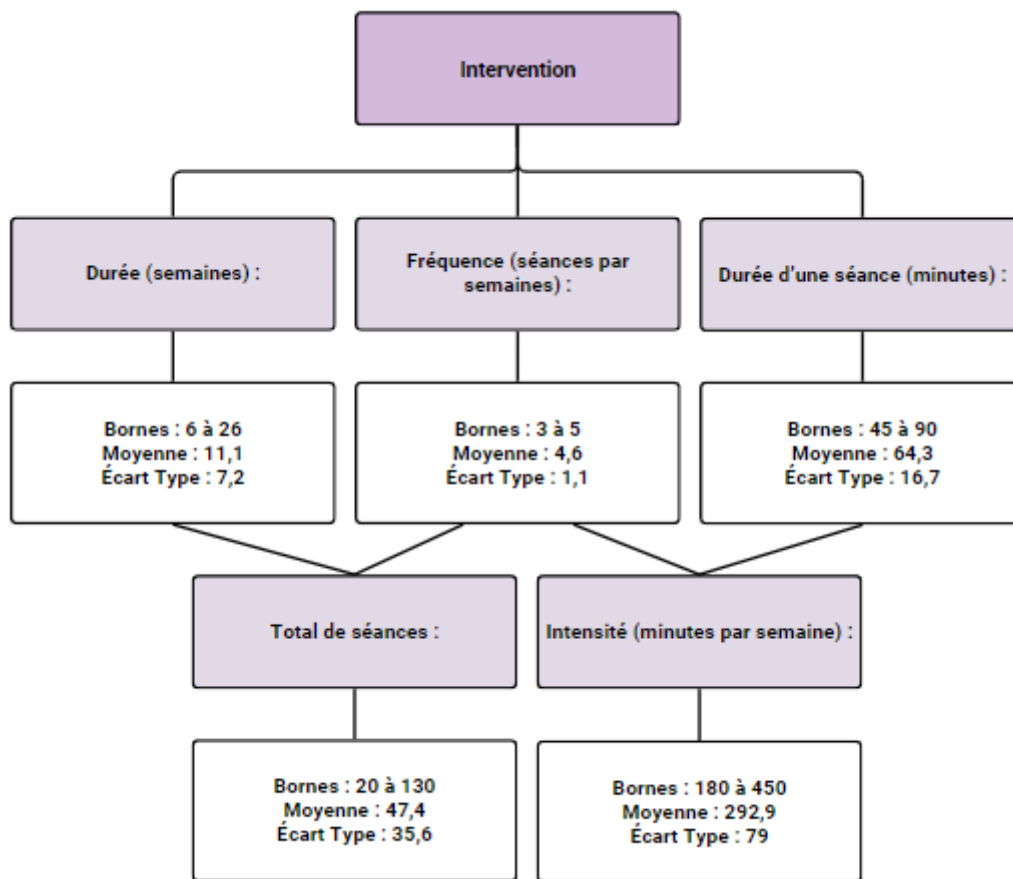 Intervention
Durée (semaines) :
Fréquence (séances par
semaines) :
Durée d'une séance (minutes) :
Bornes : 6 à 26
Moyenne : 11,1
Écart Type : 7,2
Bornes : 3 à 5
Moyenne : 4,6
Écart Type : 1,1
Bornes : 45 à 90
Moyenne : 64,3
Écart Type : 16,7
Total de séances :
Intensité (minutes par semaine) :
Bornes : 20 à 130
Moyenne : 47,4
Écart Type : 35,6
Bornes : 180 à 450
Moyenne : 292,9
Écart Type : 79